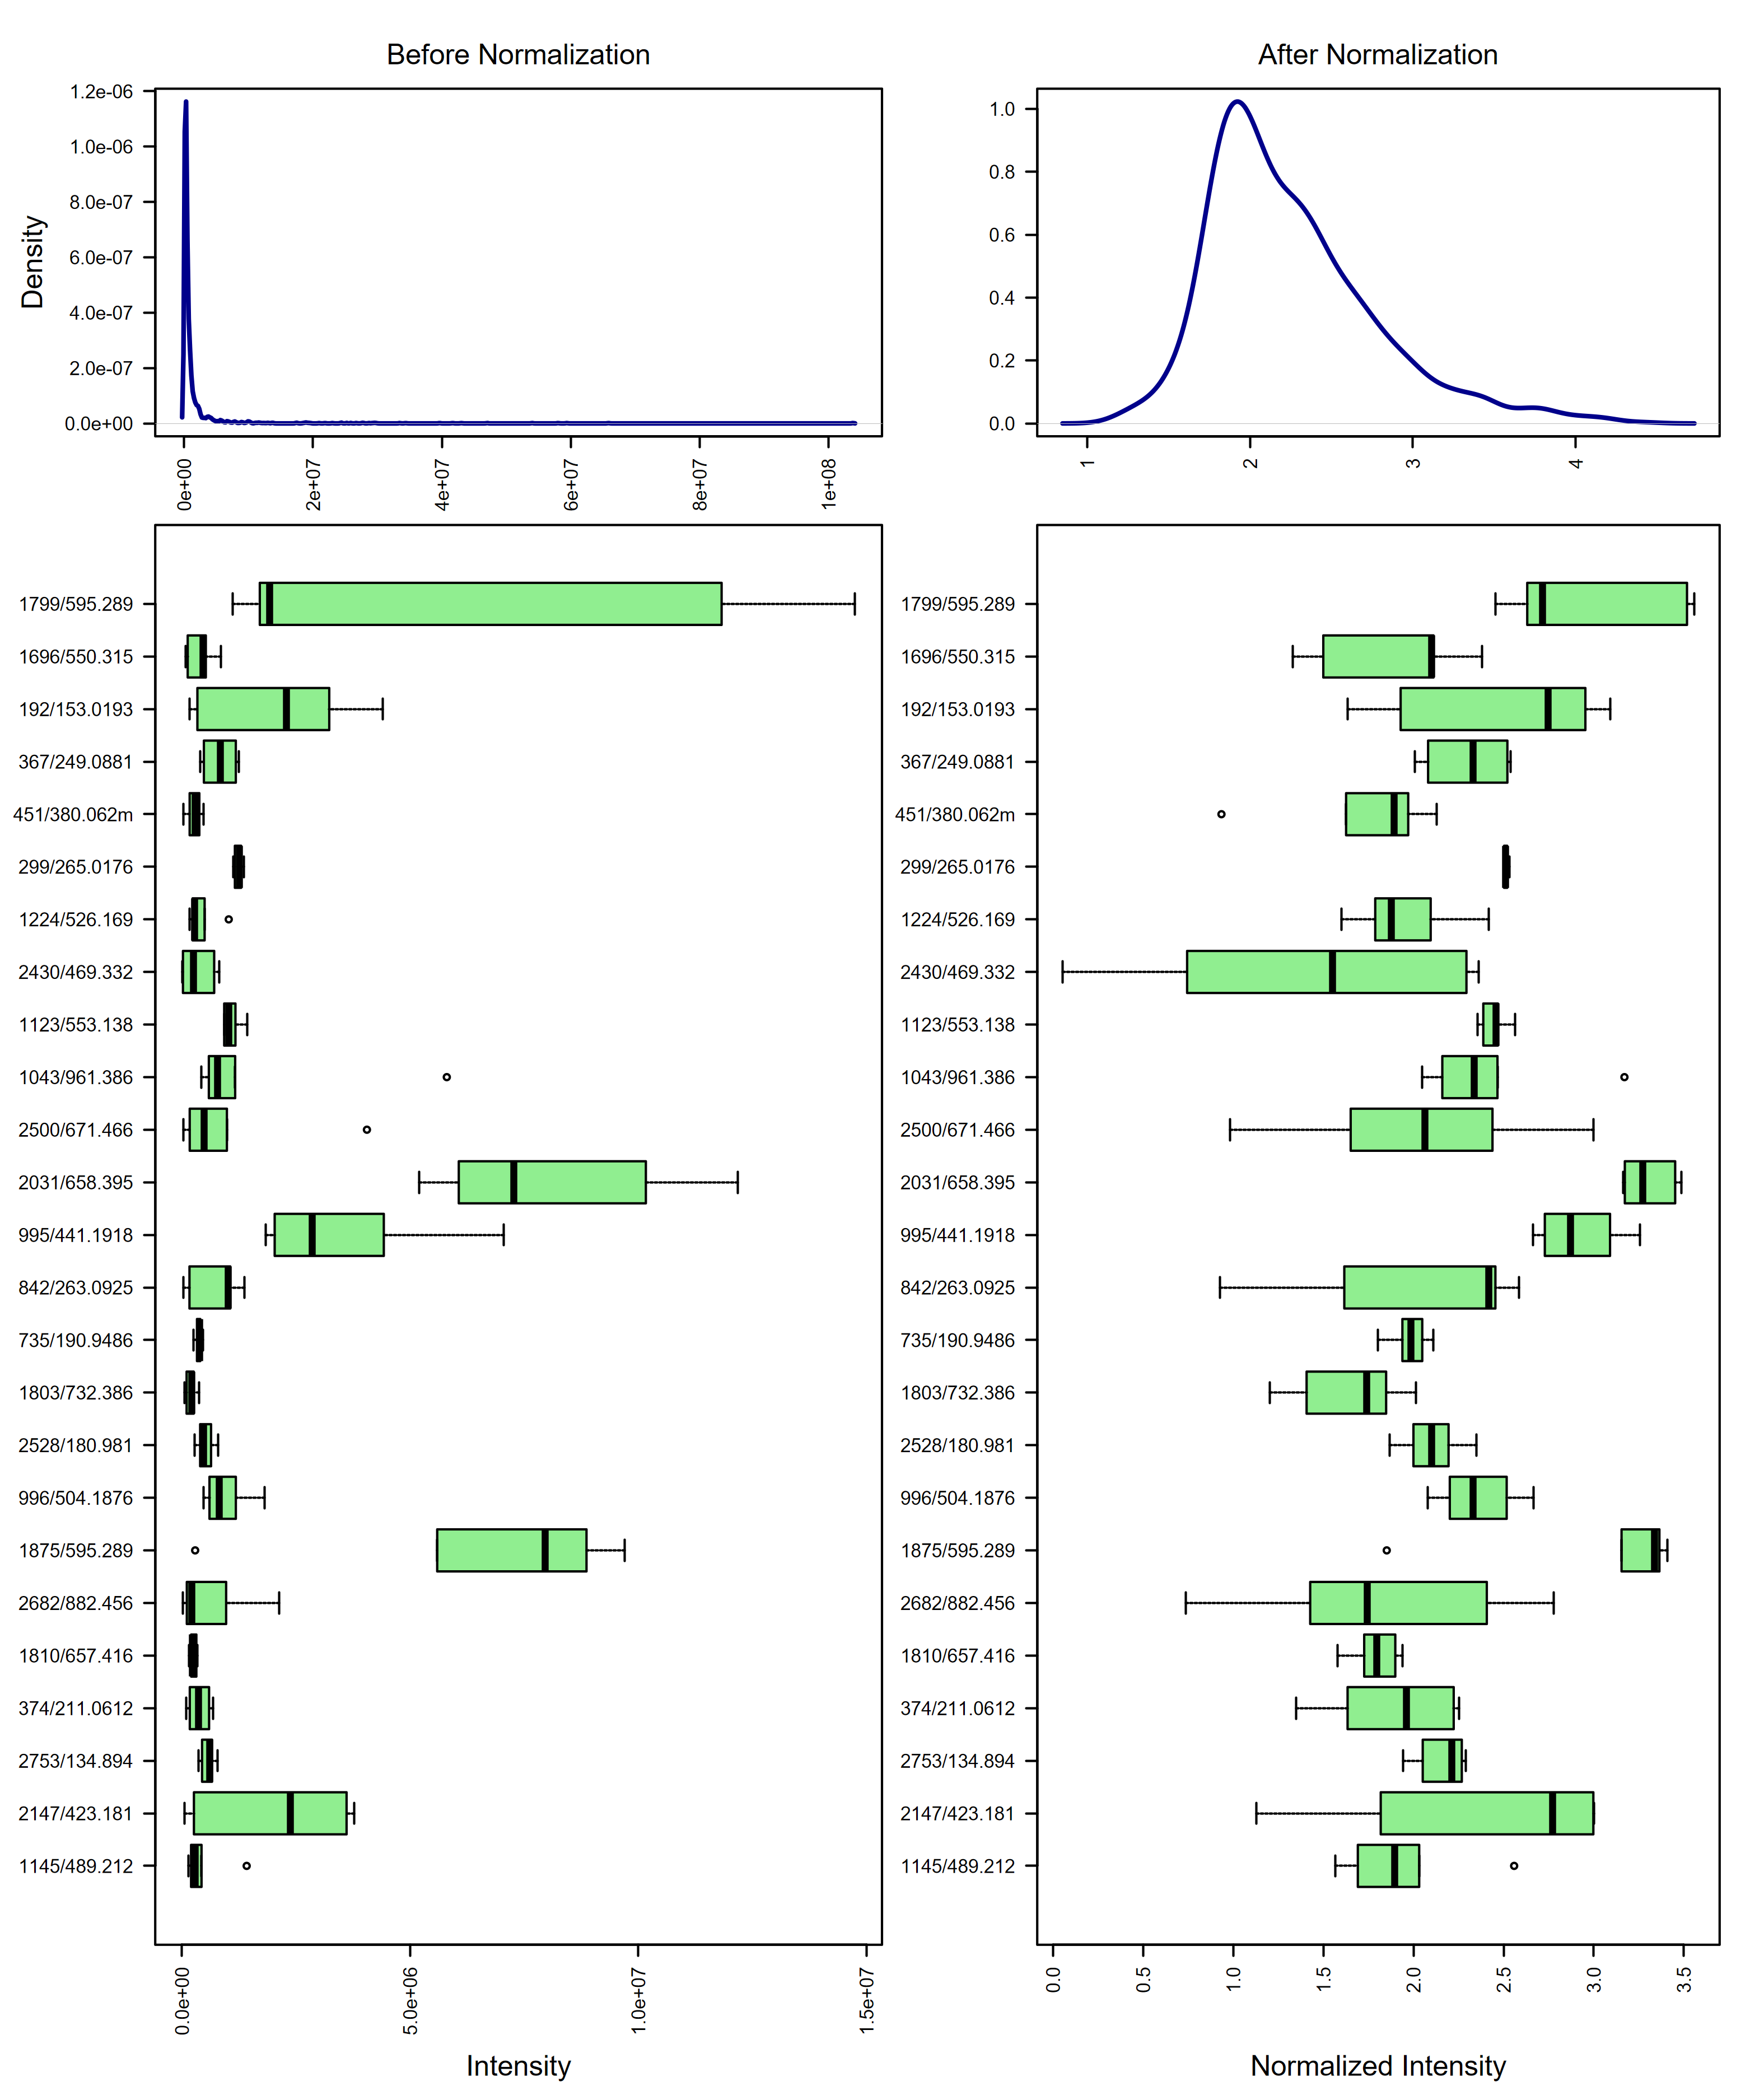 Before Normalization
After Normalization
Density
1.2e-06
1.0e-06
8.0e-07
6.0e-07
4.0e-07
2.0e-07
0.0e+00
0e+00
2e+07
4e+07
6e+07
8e+07
1e+08
1.0
0.8
0.6
0.4
0.2
0.0
1
2
3
4
1799/595.289
1696/550.315
192/153.0193
367/249.0881
451/380.062m
299/265.0176
1224/526.169
2430/469.332
1123/553.138
1043/961.386
2500/671.466
2031/658.395
995/441.1918
842/263.0925
735/190.9486
1803/732.386
2528/180.981
996/504.1876
1875/595.289
2682/882.456
1810/657.416
374/211.0612
2753/134.894
2147/423.181
1145/489.212
0.0e+00
5.0e+06
1.0e+07
1.5e+07
Intensity
1799/595.289
1696/550.315
192/153.0193
367/249.0881
451/380.062m
299/265.0176
1224/526.169
2430/469.332
1123/553.138
1043/961.386
2500/671.466
2031/658.395
995/441.1918
842/263.0925
735/190.9486
1803/732.386
2528/180.981
996/504.1876
1875/595.289
2682/882.456
1810/657.416
374/211.0612
2753/134.894
2147/423.181
1145/489.212
0.0
0.5
1.0
1.5
2.0
2.5
3.0
3.5
Normalized Intensity